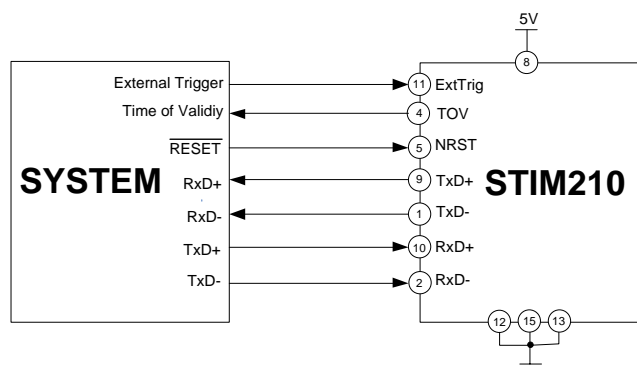 5V
8
External Trigger 11 ExtTrig
Time of Validiy 4 TOV
RESET 5 NRST
SYSTEM STIM210
RxD+ 9 TxD+
RxD- 1 TxD-
TxD+ 10 RxD+
TxD- 2 RxD-
12 15 13